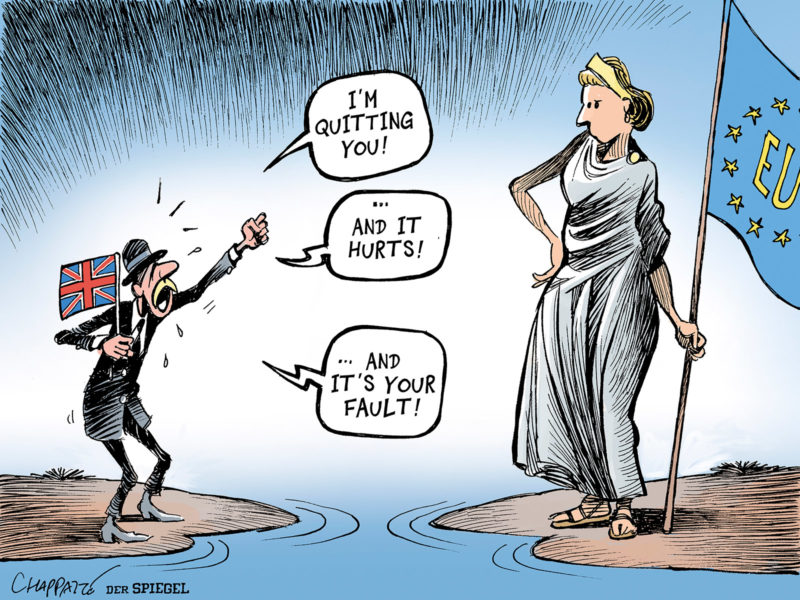 I'M
QUITTING
YOU!
...
AND IT
HURTS!
... AND
IT'S YOUR
FAULT!
EU
CHAPPATTE DER SPIEGEL